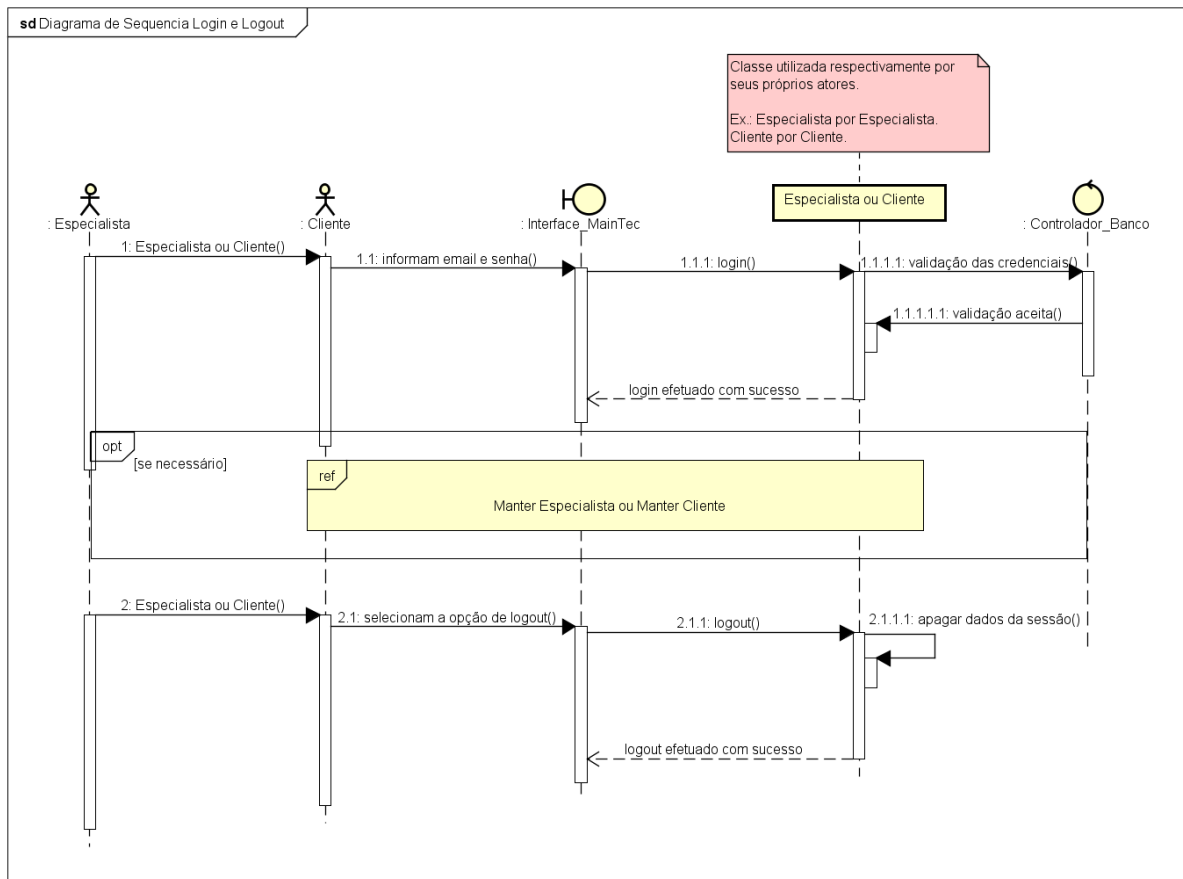 sd Diagrama de Sequencia Login e Logout
Classe utilizada respectivamente por
seus próprios atores.
Ex.: Especialista por Especialista.
Cliente por Cliente.
: Especialista
: Cliente
: Interface_MainTec
Especialista ou Cliente
: Controlador_Banco
1: Especialista ou Cliente()
1.1: informam email e senha()
1.1.1: login()
1.1.1.1: validação das credenciais()
1.1.1.1.1: validação aceita()
login efetuado com sucesso
opt
[se necessário]
ref
Manter Especialista ou Manter Cliente
2: Especialista ou Cliente()
2.1: selecionam a opção de logout()
2.1.1: logout()
2.1.1.1: apagar dados da sessão()
logout efetuado com sucesso